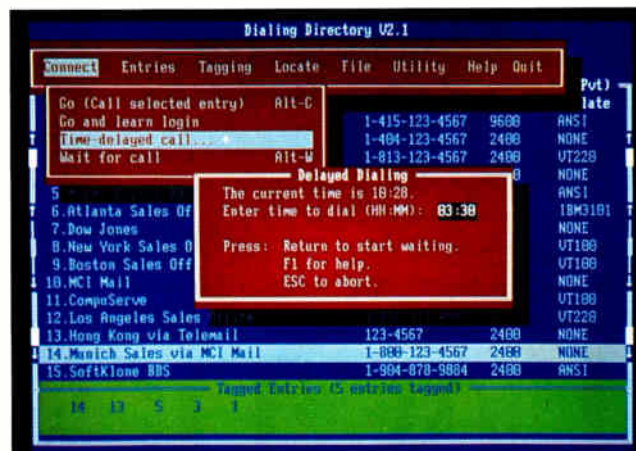 Dialing Directory V2.1
Connect Entries Tagging Locate File Utility Help Quit
Pvt)
late
Go (Call selected entry) Alt-G
Go and learn login
Time-delayed call...
Wait for call Alt-W
1-415-123-4567 9600 ANSI
1-404-123-4567 2400 NONE
1-813-123-4567 2400 VT220
NONE
Delayed Dialing
The current time is 10:28.
Enter time to dial (HH:MM): 03:30
Press: Return to start waiting.
F1 for help.
ESC to abort.
5 ANSI
6.Atlanta Sales Of IBM3101
7.Dow Jones NONE
8.New York Sales O VT100
9.Boston Sales Off VT100
10.MCI Mail NONE
11.CompuServe VT100
12.Los Angeles Sales VT220
13.Hong Kong via Telemail 123-4567 2400 NONE
14.Munich Sales via MCI Mail 1-800-123-4567 2400 NONE
15.SoftKlone BBS 1-904-878-9884 2400 ANSI
Tagged Entries (5 entries tagged)
14 13 5 3 1